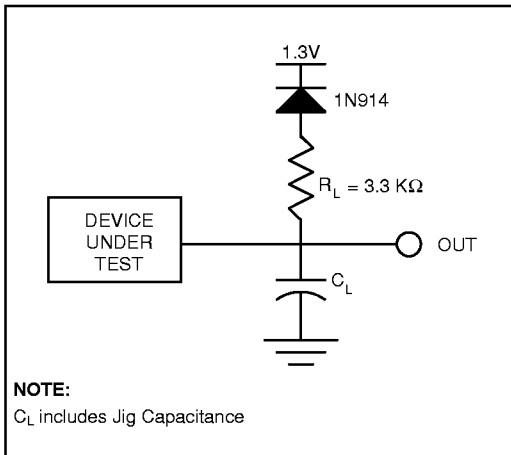 1.3V
1N914
R_L = 3.3 KΩ
DEVICE
UNDER
TEST
OUT
C_L
NOTE:
C_L includes Jig Capacitance